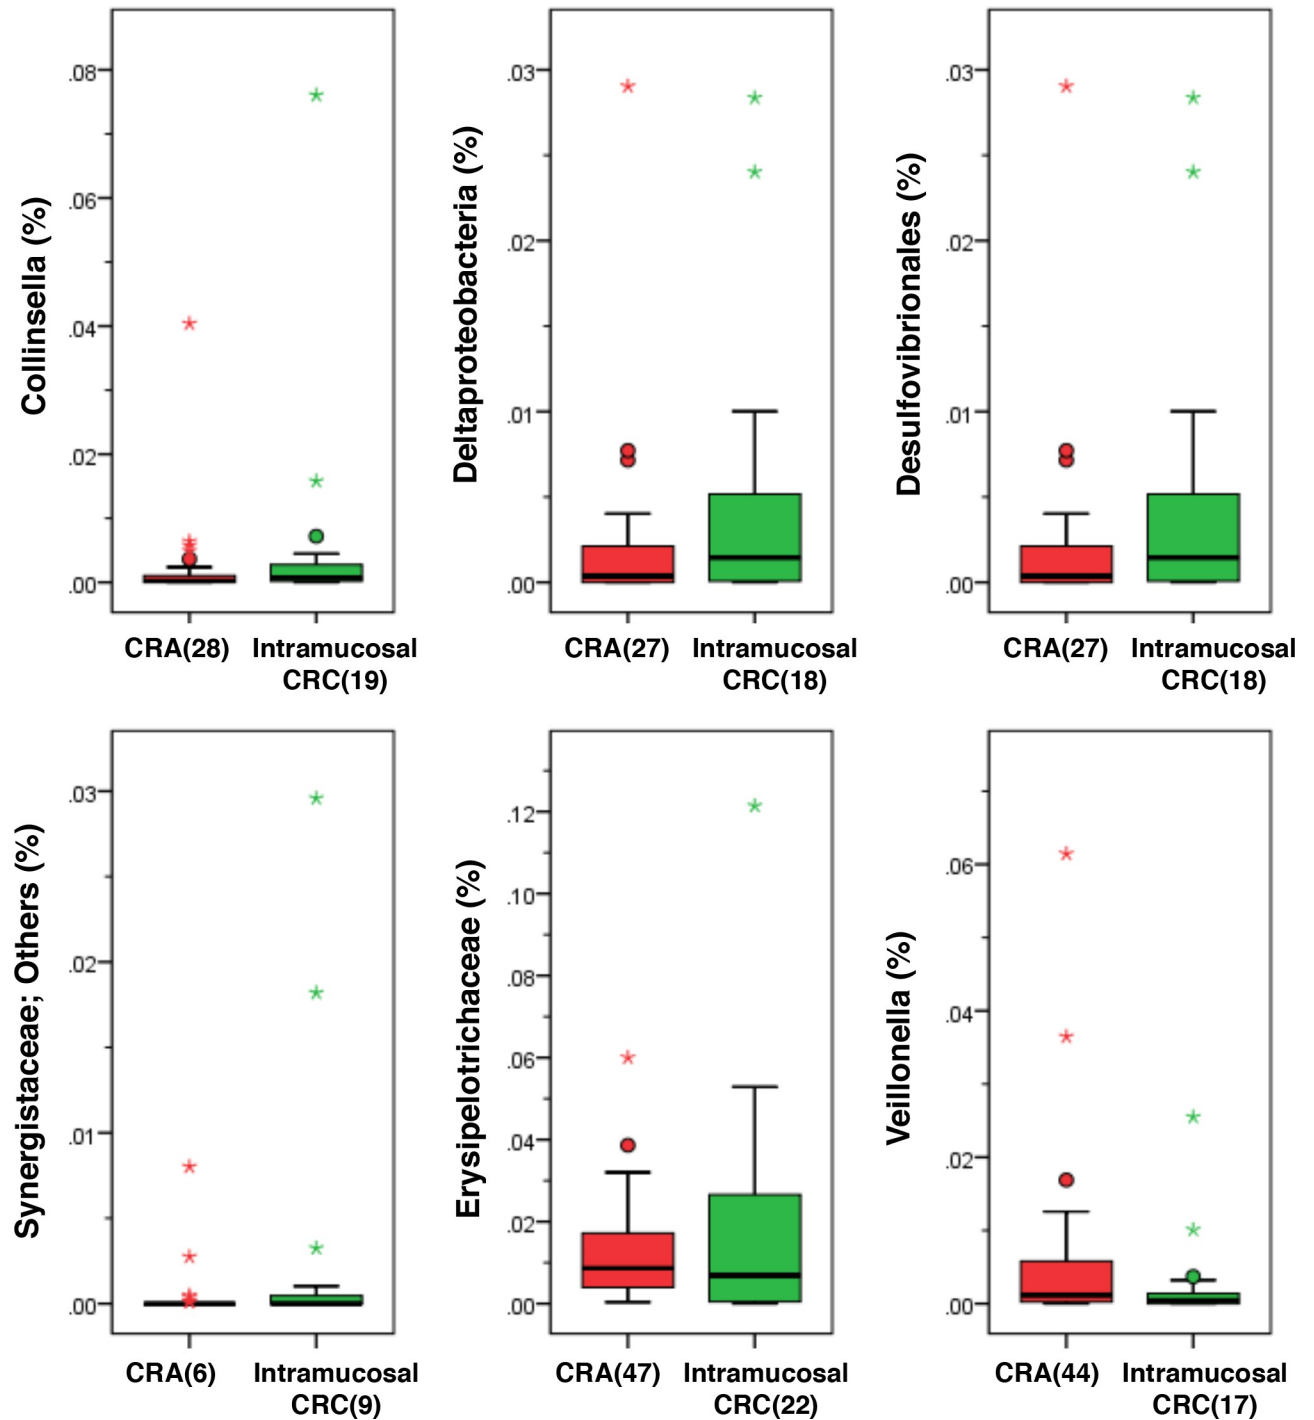 Collinsella (%)
.08
.06
.04
.02
.00
CRA(28)
Intramucosal
CRC(19)
Deltaproteobacteria (%)
.03
.02
.01
.00
CRA(27)
Intramucosal
CRC(18)
Desulfovibrionales (%)
.03
.02
.01
.00
CRA(27)
Intramucosal
CRC(18)
Synergistaceae; Others (%)
.03
.02
.01
.00
CRA(6)
Intramucosal
CRC(9)
Erysipelotrichaceae (%)
.12
.10
.08
.06
.04
.02
.00
CRA(47)
Intramucosal
CRC(22)
Veillonella (%)
.06
.04
.02
.00
CRA(44)
Intramucosal
CRC(17)